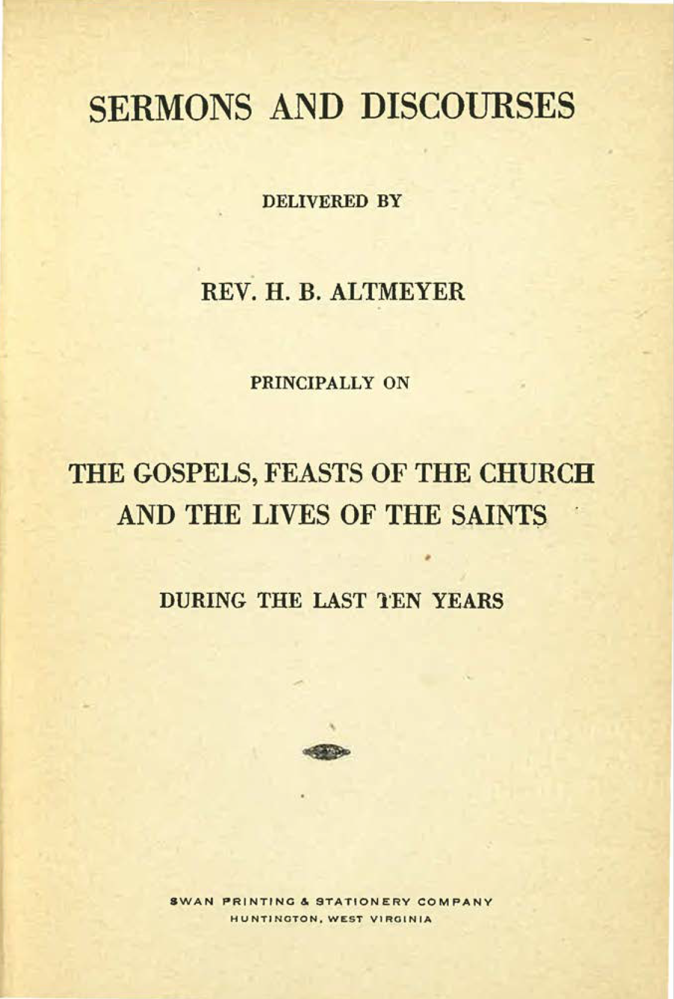 SERMONS AND DISCOURSES
DELIVERED BY
REV. H. B. ALTMEYER
PRINCIPALLY ON
THE GOSPELS, FEASTS OF THE CHURCH
AND THE LIVES OF THE SAINTS
DURING THE LAST TEN YEARS
SWAN PRINTING & STATIONERY COMPANY
HUNTINGTON, WEST VIRGINIA